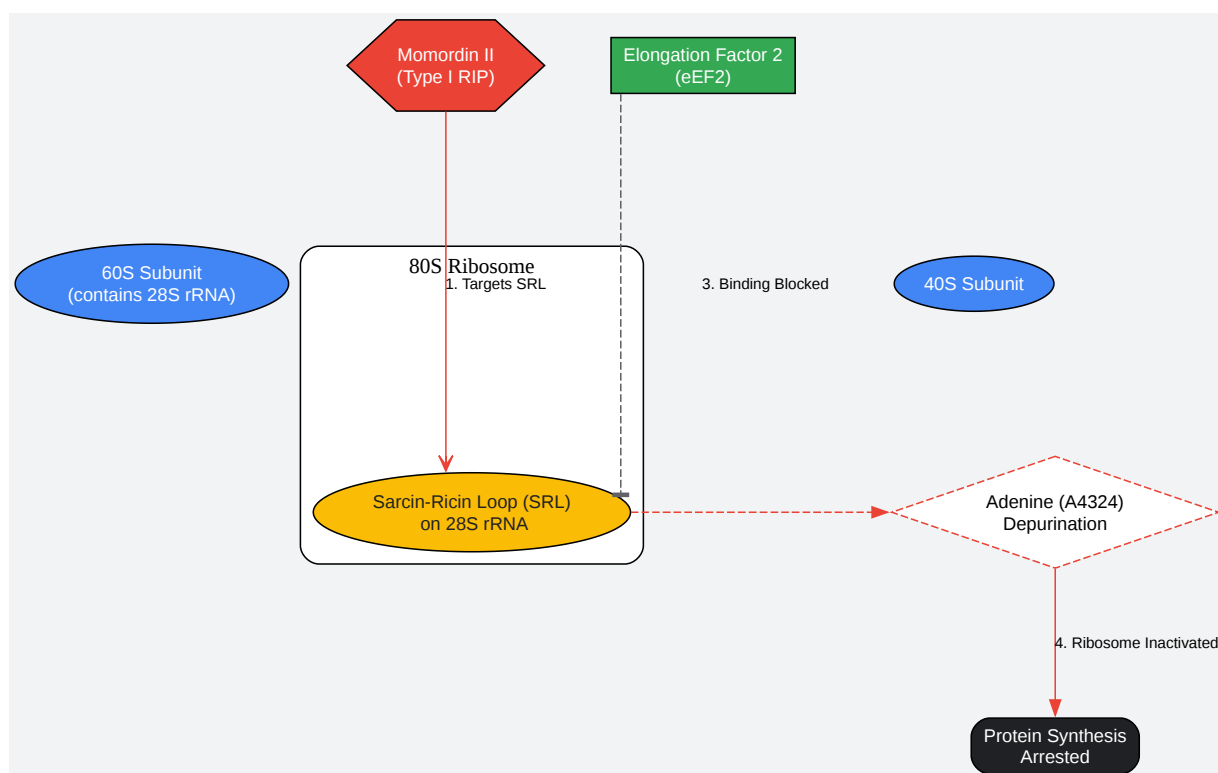 Momordin II
(Type I RIP)
Elongation Factor 2
(eEF2)
60S Subunit
(contains 28S rRNA)
80S Ribosome
1. Targets SRL
3. Binding Blocked
40S Subunit
Sarcin-Ricin Loop (SRL)
on 28S rRNA
Adenine (A4324)
Depurination
4. Ribosome Inactivated
Protein Synthesis
Arrested